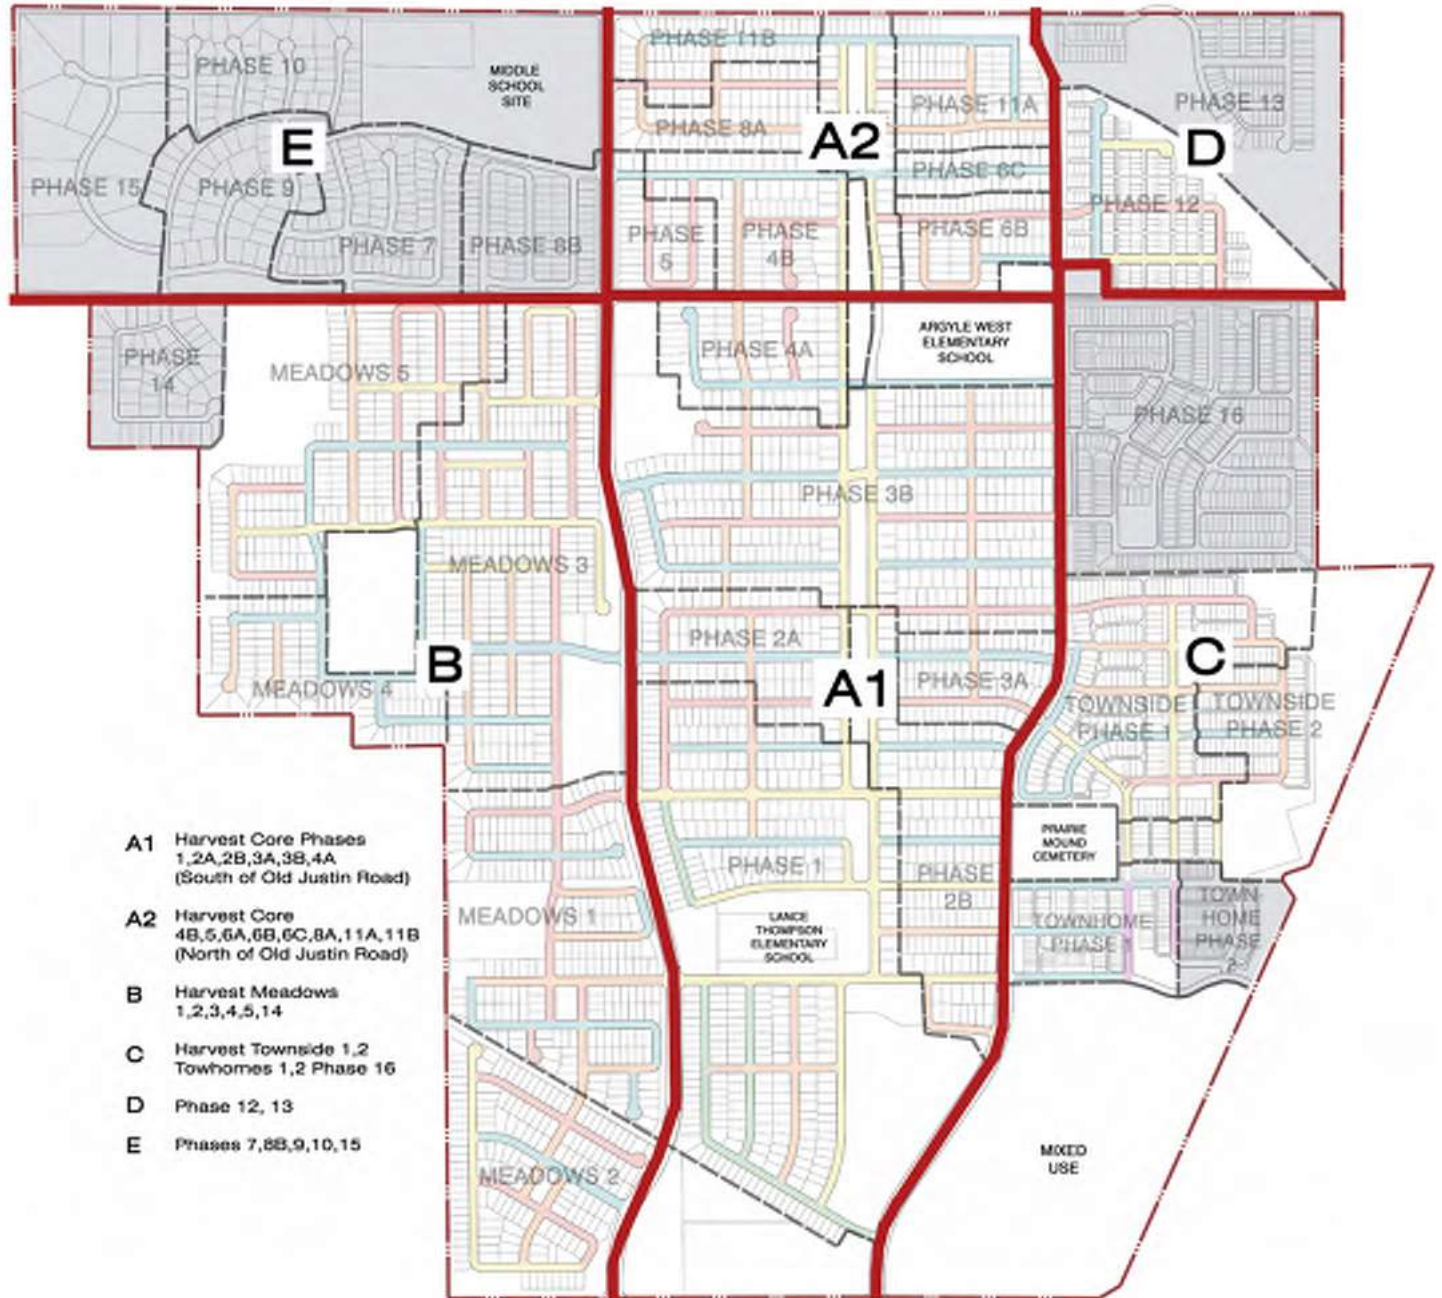 PHASE 10
MIDDLE
SCHOOL
SITE
PHASE 15
E
PHASE 9
PHASE 7
PHASE 8B
PHASE 11B
PHASE 11A
PHASE 8A
A2
PHASE 6C
PHASE
5
PHASE
4B
PHASE 6B
PHASE 13
D
PHASE 12
PHASE
14
MEADOWS 5
PHASE 4A
ARGYLE WEST
ELEMENTARY
SCHOOL
PHASE 16
PHASE 3B
MEADOWS 3
B
MEADOWS 4
PHASE 2A
A1
PHASE 3A
C
TOWNSIDE
PHASE 1
TOWNSIDE
PHASE 2
PRAIRIE
MOUND
CEMETERY
PHASE 1
PHASE
2B
LANCE
THOMPSON
ELEMENTARY
SCHOOL
TOWNHOME
PHASE 1
TOWN-
HOME
PHASE
2
MEADOWS 1
MEADOWS 2
MIXED
USE
A1 Harvest Core Phases
1,2A,2B,3A,3B,4A
(South of Old Justin Road)
A2 Harvest Core
4B,5,6A,6B,6C,8A,11A,11B
(North of Old Justin Road)
B Harvest Meadows
1,2,3,4,5,14
C Harvest Townside 1,2
Towhomes 1,2 Phase 16
D Phase 12, 13
E Phases 7,8B,9,10,15